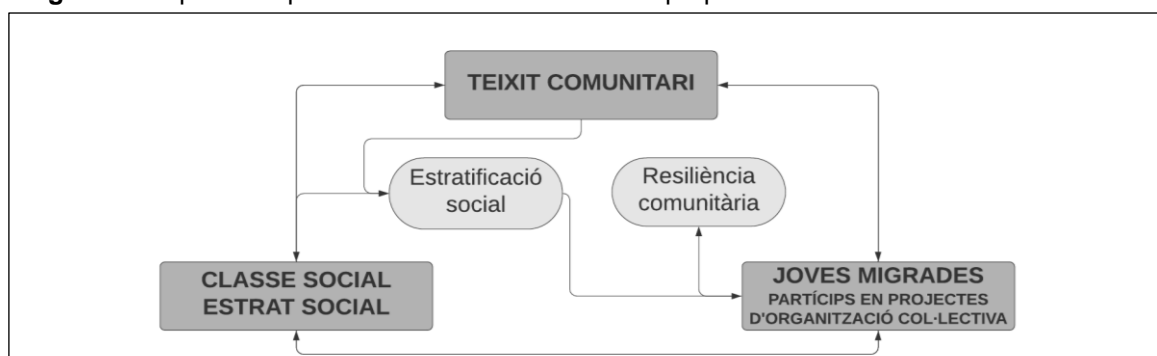 TEIXIT COMUNITARI
Estratificació
social
Resiliència
comunitària
CLASSE SOCIAL
ESTRAT SOCIAL
JOVES MIGRADES
PARTÍCIPS EN PROJECTES
D'ORGANITZACIÓ COL·LECTIVA